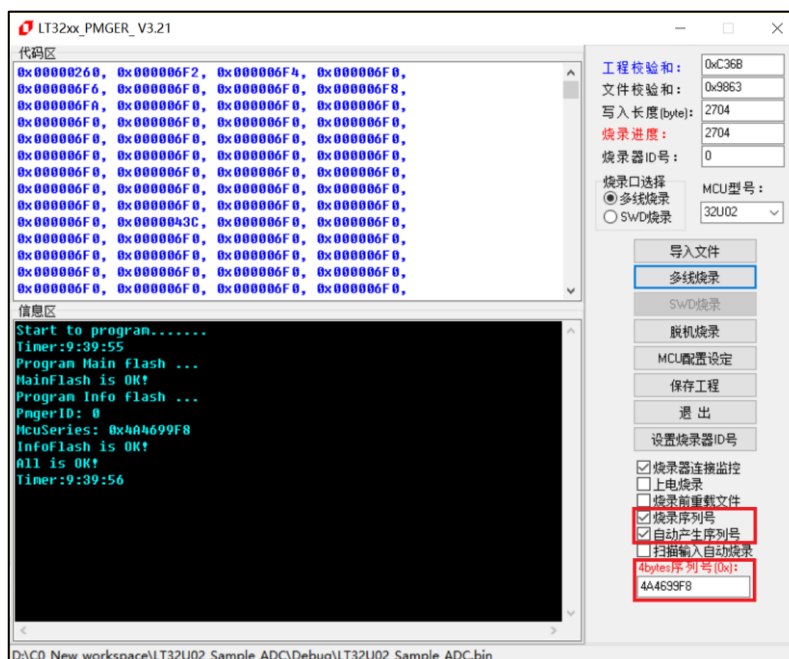 LT32xx_PMGER_ V3.21
代码区
0x00000260, 0x000006F2, 0x000006F4, 0x000006F0,
0x000006F6, 0x000006F0, 0x000006F0, 0x000006F8,
0x000006FA, 0x000006F0, 0x000006F0, 0x000006F0,
0x000006F0, 0x000006F0, 0x000006F0, 0x000006F0,
0x000006F0, 0x000006F0, 0x000006F0, 0x000006F0,
0x000006F0, 0x000006F0, 0x000006F0, 0x000006F0,
0x000006F0, 0x000006F0, 0x000006F0, 0x000006F0,
0x000006F0, 0x000006F0, 0x000006F0, 0x000006F0,
0x000006F0, 0x000006F0, 0x000006F0, 0x000006F0,
0x000006F0, 0x0000043C, 0x000006F0, 0x000006F0,
0x000006F0, 0x000006F0, 0x000006F0, 0x000006F0,
0x000006F0, 0x000006F0, 0x000006F0, 0x000006F0,
0x000006F0, 0x000006F0, 0x000006F0, 0x000006F0,
0x000006F0, 0x000006F0, 0x000006F0, 0x000006F0,
信息区
Start to program.......
Timer:9:39:55
Program Main flash ...
MainFlash is OK!
Program Info flash ...
PmgerID: 0
McuSeries: 0x4A4699F8
InfoFlash is OK!
All is OK!
Timer:9:39:56
工程校验和: 0xC36B
文件校验和: 0x9863
写入长度(byte): 2704
烧录进度: 2704
烧录器ID号: 0
烧录口选择
多线烧录
SWD烧录
MCU型号:
32U02
导入文件
多线烧录
SWD烧录
脱机烧录
MCU配置设定
保存工程
退 出
设置烧录器ID号
烧录器连接监控
上电烧录
烧录前重载文件
烧录序列号
自动产生序列号
扫描输入自动烧录
4bytes序列号(0x):
4A4699F8
D:\C0_New_workspace\LT32U02_Sample_ADC\Debug\LT32U02_Sample_ADC.bin